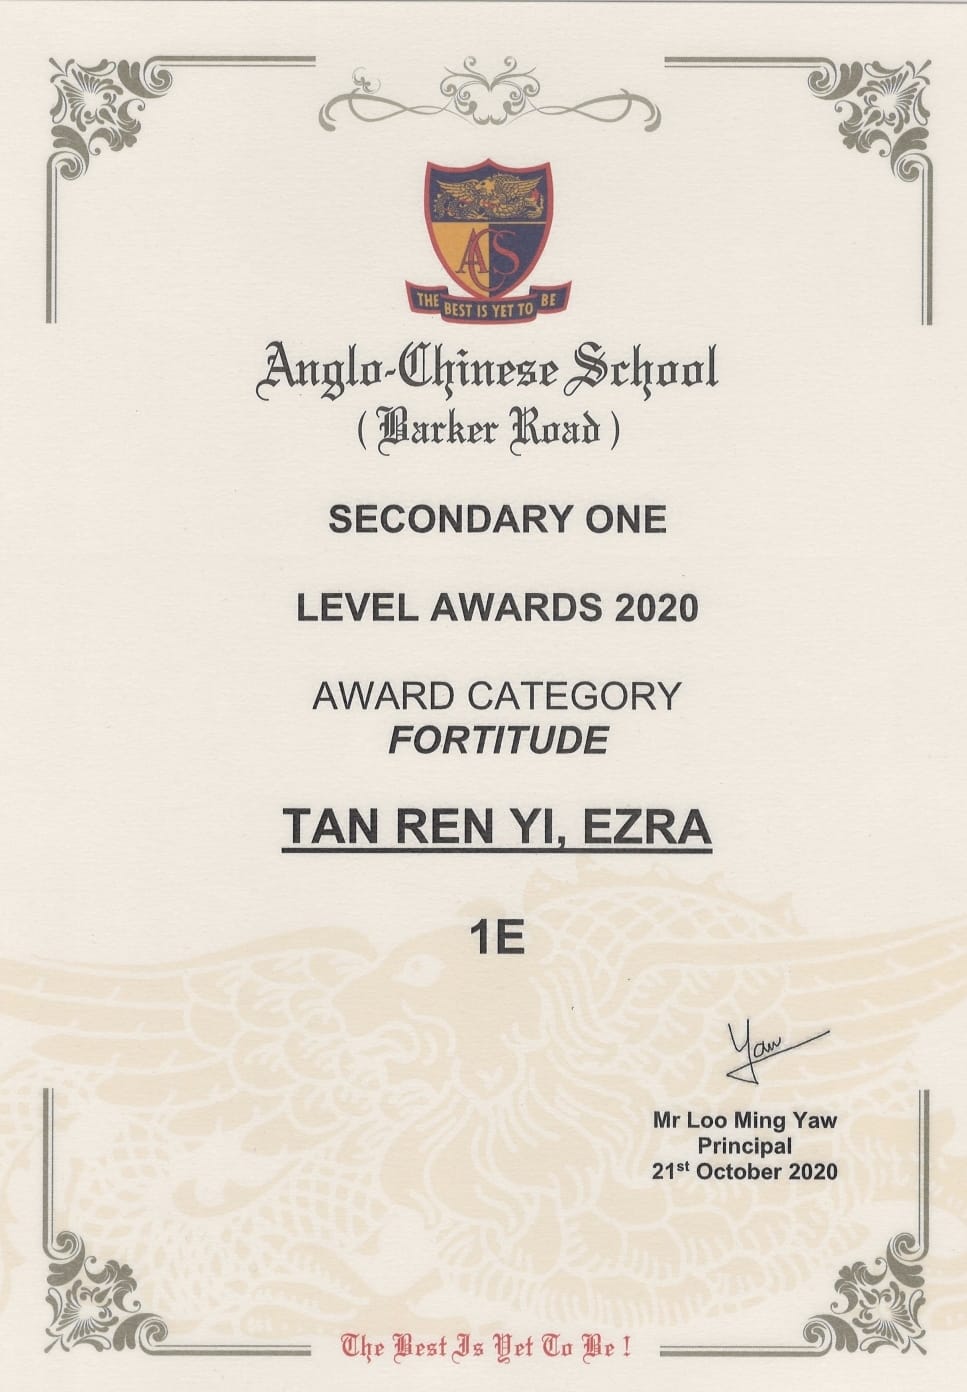 ACS
THE BEST IS YET TO BE
Anglo-Chinese School
( Barker Road )
SECONDARY ONE
LEVEL AWARDS 2020
AWARD CATEGORY
FORTITUDE
TAN REN YI, EZRA
1E
Yaw
Mr Loo Ming Yaw
Principal
21st October 2020
The Best Is Yet To Be !